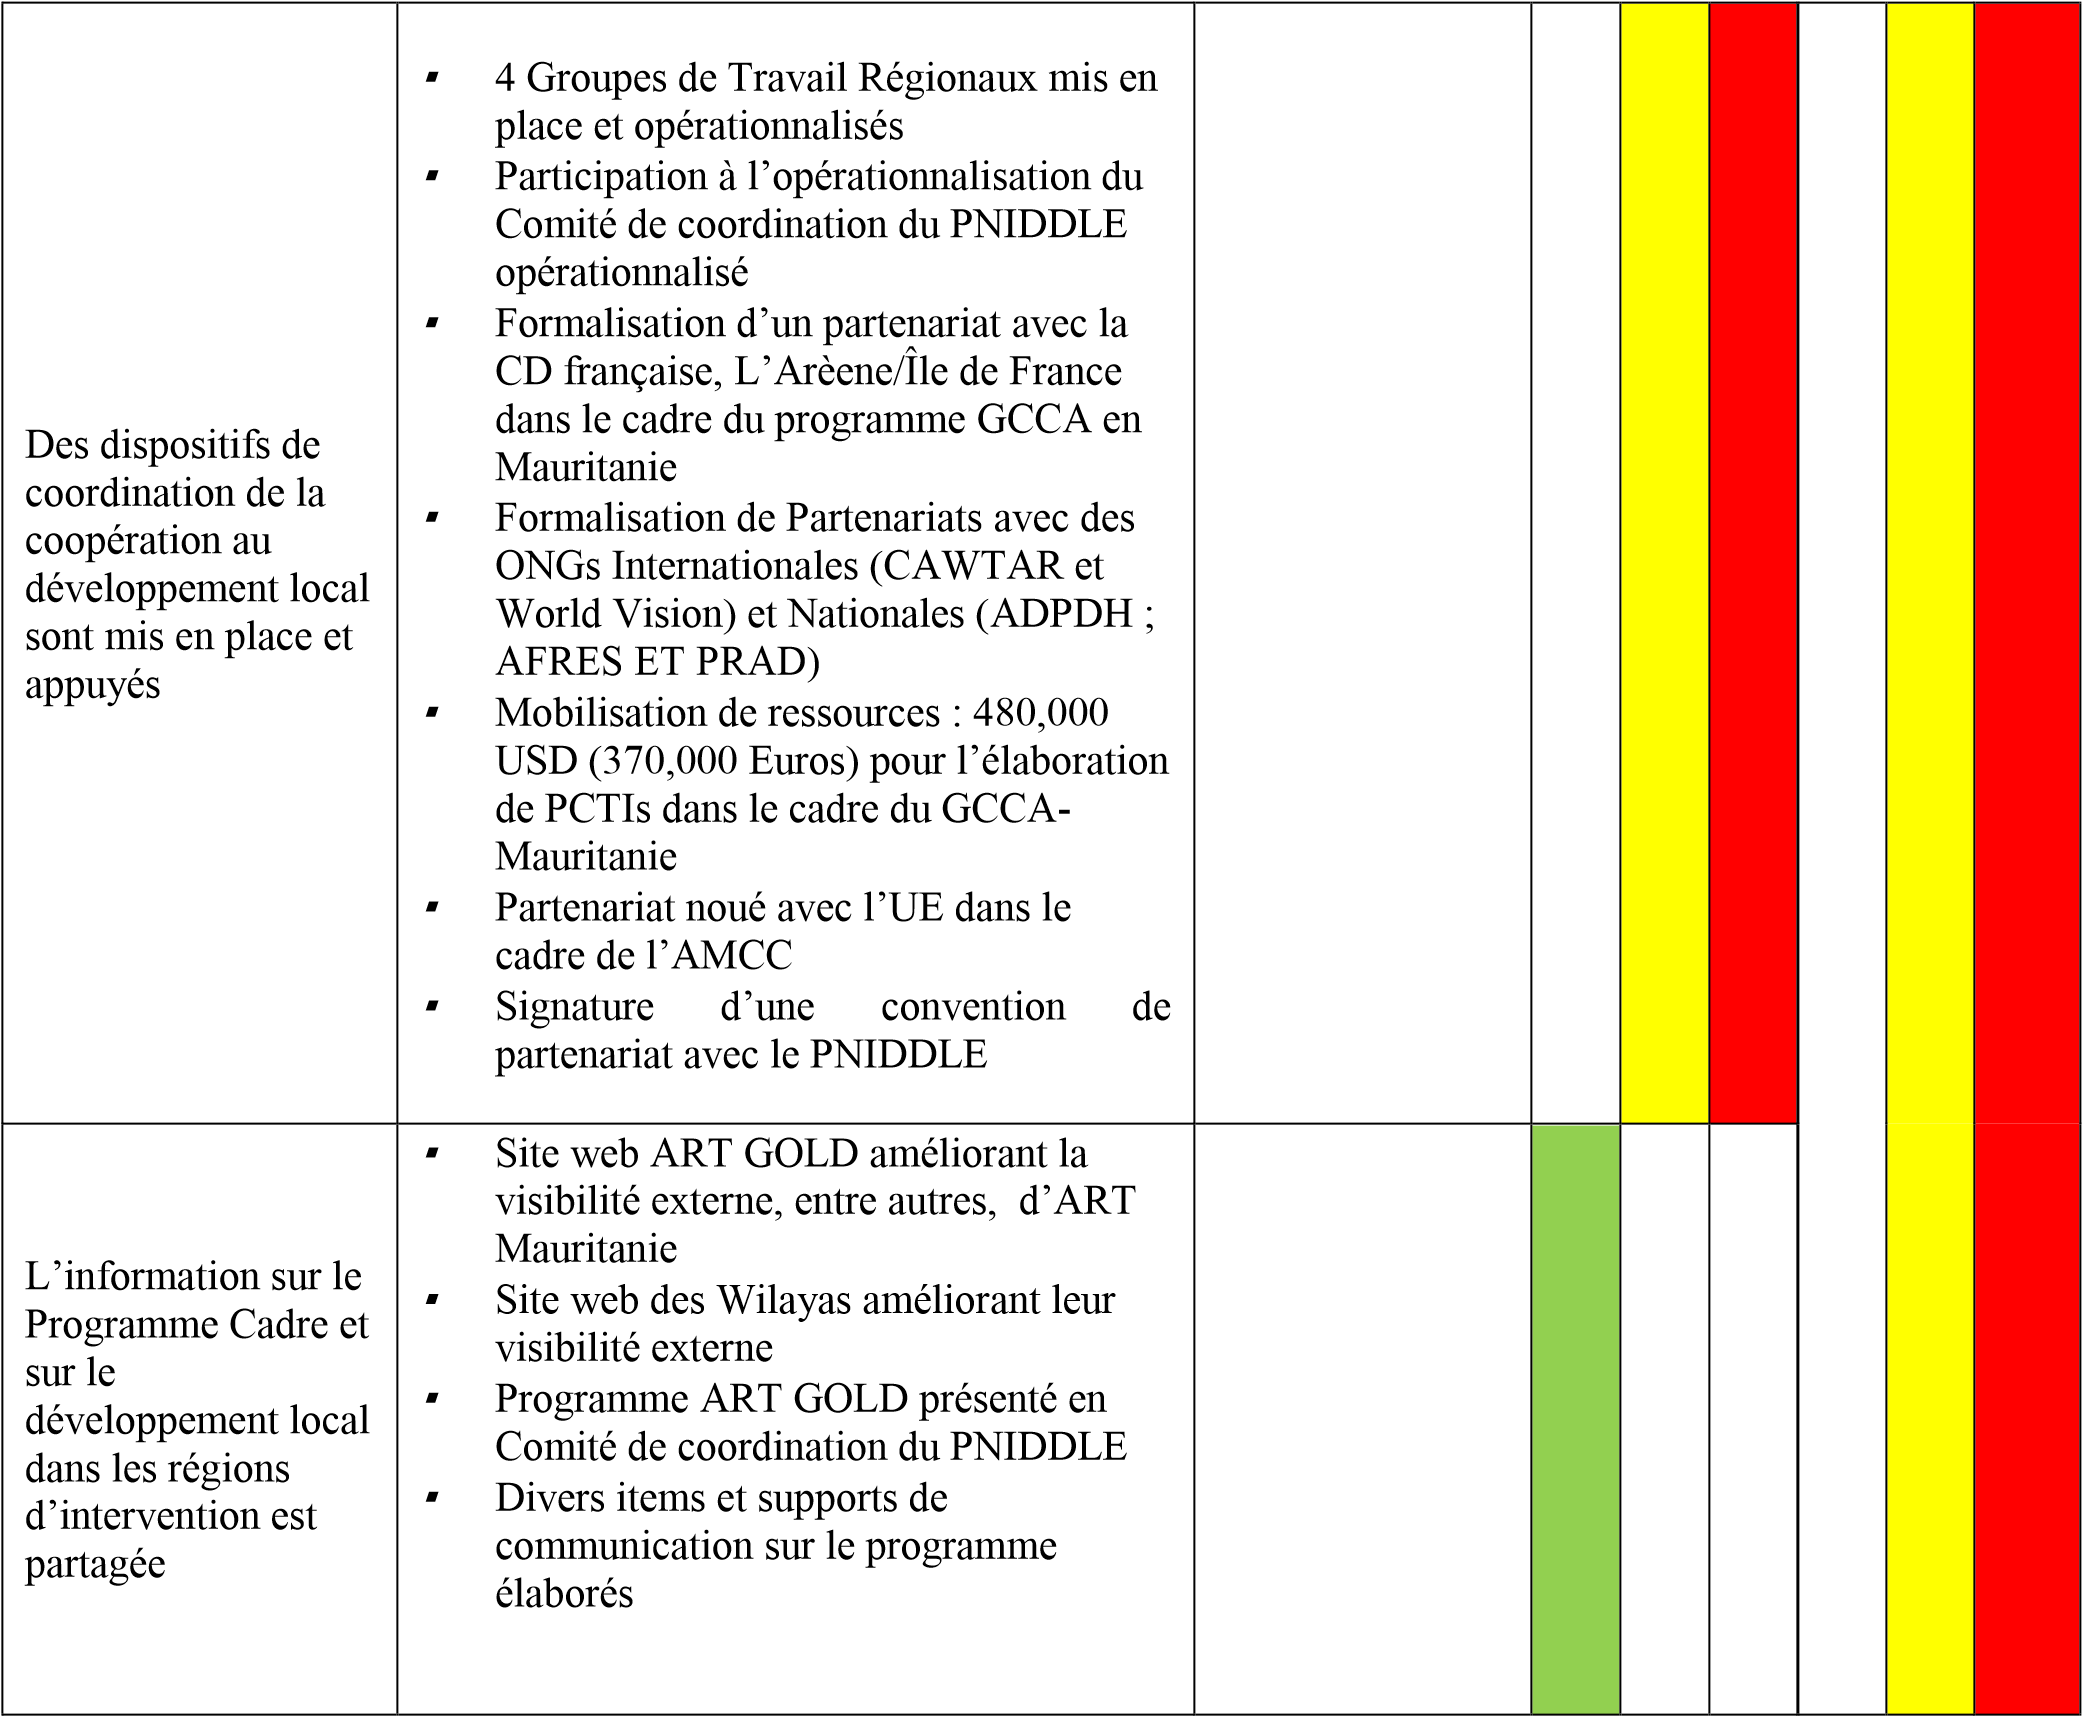 Des dispositifs de
coordination de la
coopération au
développement local
sont mis en place et
appuyés
▪ 4 Groupes de Travail Régionaux mis en
place et opérationnalisés
▪ Participation à l’opérationnalisation du
Comité de coordination du PNIDDLE
opérationnalisé
▪ Formalisation d’un partenariat avec la
CD française, L’Arèene/Île de France
dans le cadre du programme GCCA en
Mauritanie
▪ Formalisation de Partenariats avec des
ONGs Internationales (CAWTAR et
World Vision) et Nationales (ADPDH ;
AFRES ET PRAD)
▪ Mobilisation de ressources : 480,000
USD (370,000 Euros) pour l’élaboration
de PCTIs dans le cadre du GCCA-
Mauritanie
▪ Partenariat noué avec l’UE dans le
cadre de l’AMCC
▪ Signature d’une convention de
partenariat avec le PNIDDLE
L’information sur le
Programme Cadre et
sur le
développement local
dans les régions
d’intervention est
partagée
▪ Site web ART GOLD améliorant la
visibilité externe, entre autres, d’ART
Mauritanie
▪ Site web des Wilayas améliorant leur
visibilité externe
▪ Programme ART GOLD présenté en
Comité de coordination du PNIDDLE
▪ Divers items et supports de
communication sur le programme
élaborés